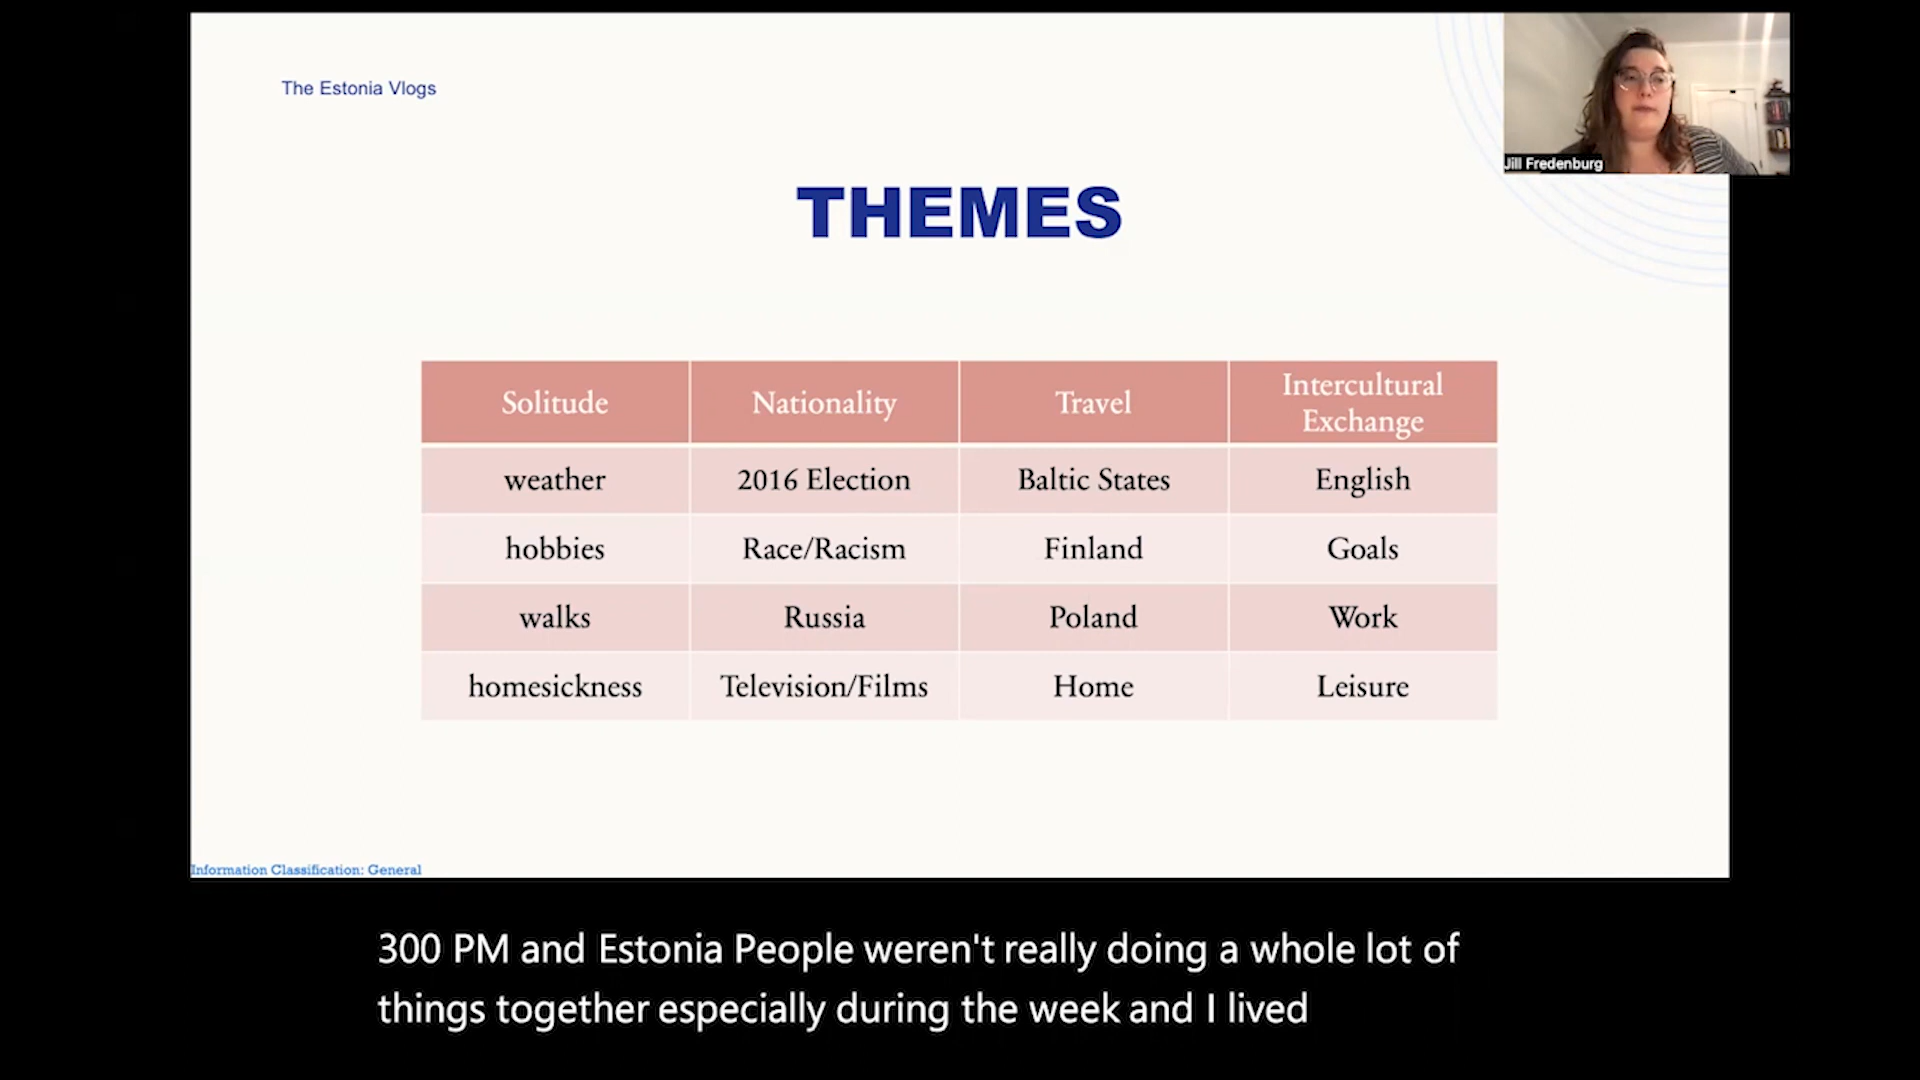 The Estonia Vlogs
Jill Fredenburg
THEMES
Solitude Nationality Travel Intercultural Exchange
weather 2016 Election Baltic States English
hobbies Race/Racism Finland Goals
walks Russia Poland Work
homesickness Television/Films Home Leisure
Information Classification: General
300 PM and Estonia People weren't really doing a whole lot of
things together especially during the week and I lived